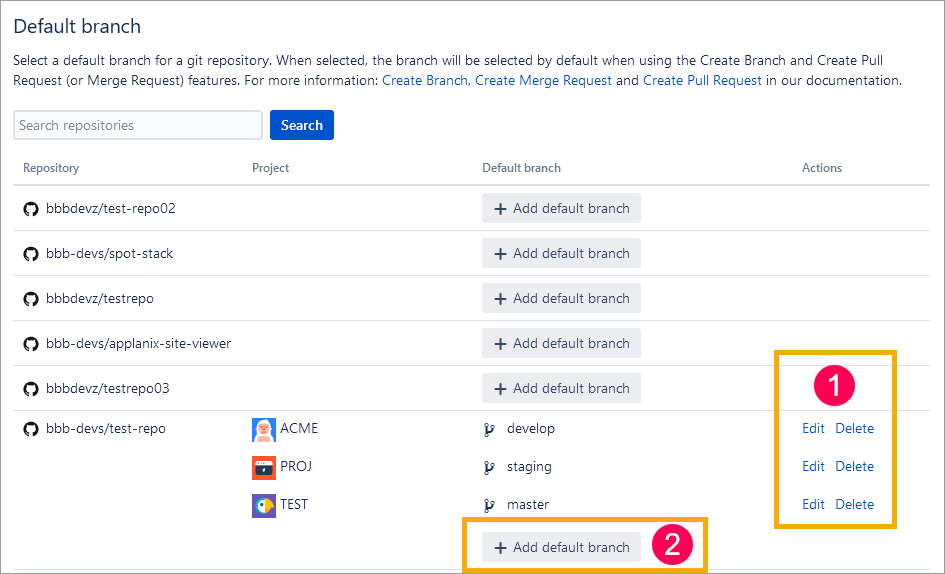 Default branch
Select a default branch for a git repository. When selected, the branch will be selected by default when using the Create Branch and Create Pull
Request (or Merge Request) features. For more information: Create Branch, Create Merge Request and Create Pull Request in our documentation.
Search repositories Search
Repository Project Default branch Actions
bbbdevz/test-repo02 + Add default branch
bbb-devs/spot-stack + Add default branch
bbbdevz/testrepo + Add default branch
bbb-devs/applanix-site-viewer + Add default branch
bbbdevz/testrepo03 + Add default branch 1
bbb-devs/test-repo ACME develop Edit Delete
PROJ staging Edit Delete
TEST master Edit Delete
+ Add default branch 2